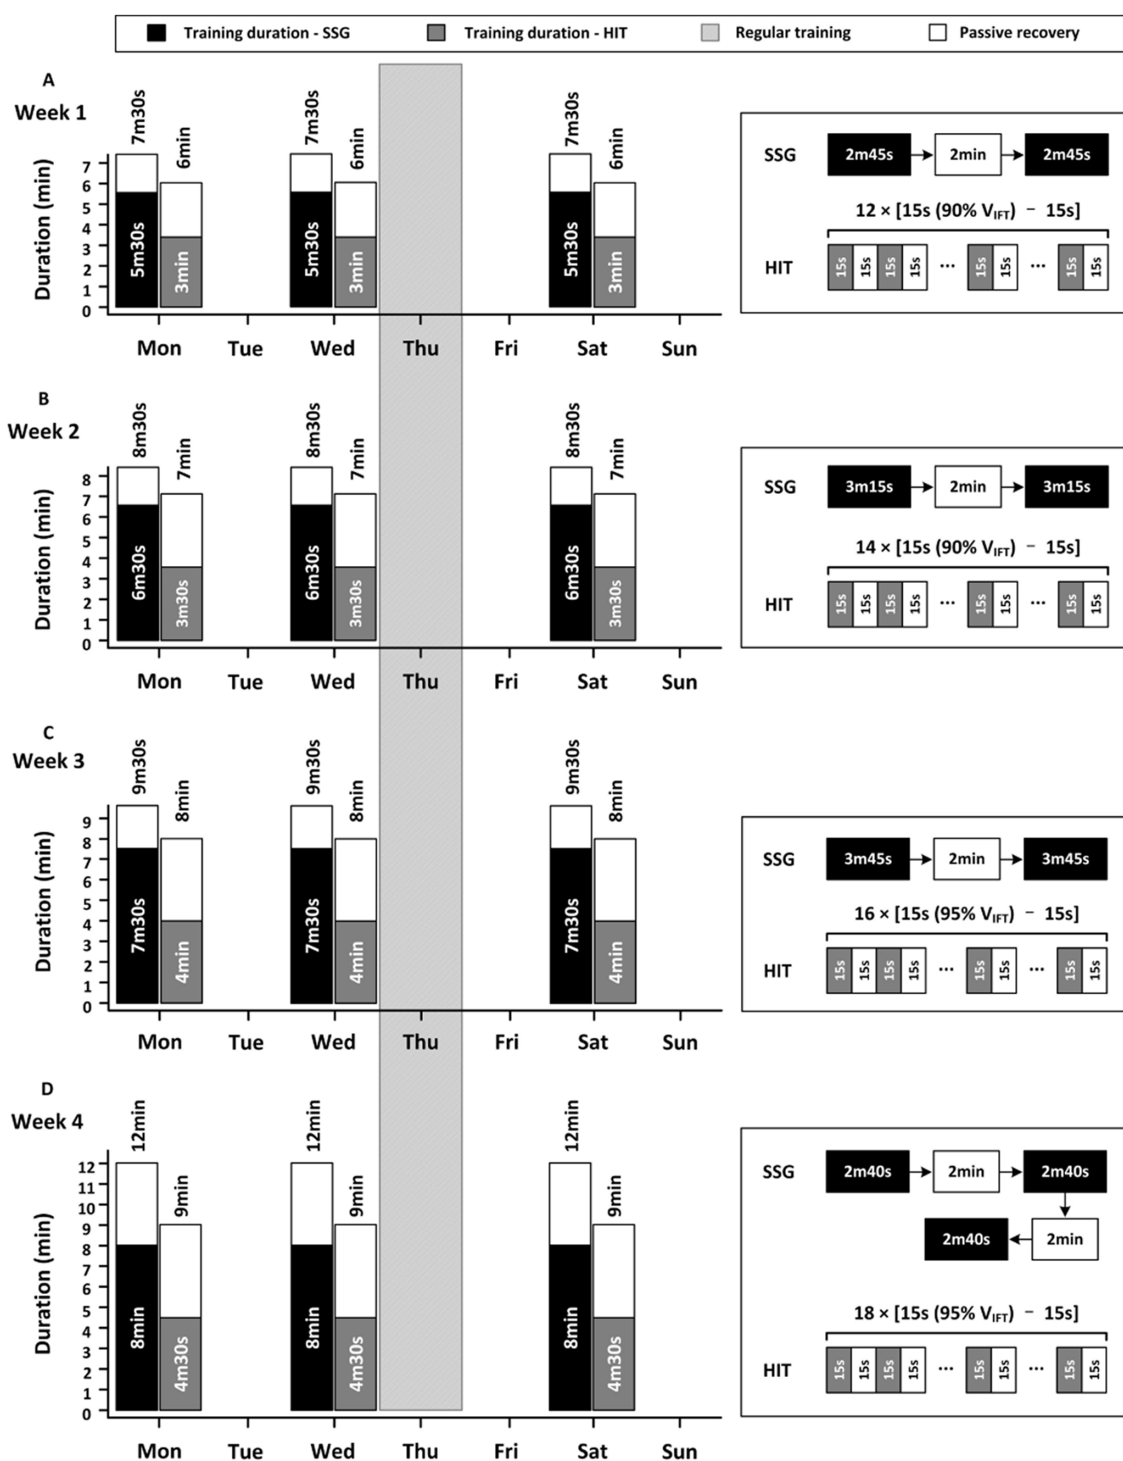 Training duration - SSG Training duration - HIT Regular training Passive recovery
A
Week 1
7m30s 6min 7m30s 6min 7m30s 6min
Duration (min)
7
6
5
4
3
2
1
0
5m30s 3min 5m30s 3min 5m30s 3min
Mon Tue Wed Thu Fri Sat Sun
SSG 2m45s 2min 2m45s
12 × [15s (90% VIFT) − 15s]
HIT 15s 15s 15s 15s ... 15s 15s ... 15s 15s
B
Week 2
8m30s 7min 8m30s 7min 8m30s 7min
Duration (min)
8
7
6
5
4
3
2
1
0
6m30s 3m30s 6m30s 3m30s 6m30s 3m30s
Mon Tue Wed Thu Fri Sat Sun
SSG 3m15s 2min 3m15s
14 × [15s (90% VIFT) − 15s]
HIT 15s 15s 15s 15s ... 15s 15s ... 15s 15s
C
Week 3
9m30s 8min 9m30s 8min 9m30s 8min
Duration (min)
9
8
7
6
5
4
3
2
1
0
7m30s 4min 7m30s 4min 7m30s 4min
Mon Tue Wed Thu Fri Sat Sun
SSG 3m45s 2min 3m45s
16 × [15s (95% VIFT) − 15s]
HIT 15s 15s 15s 15s ... 15s 15s ... 15s 15s
D
Week 4
12min 9min 12min 9min 12min 9min
Duration (min)
12
11
10
9
8
7
6
5
4
3
2
1
0
8min 4m30s 8min 4m30s 8min 4m30s
Mon Tue Wed Thu Fri Sat Sun
SSG 2m40s 2min 2m40s
2m40s 2min
18 × [15s (95% VIFT) − 15s]
HIT 15s 15s 15s 15s ... 15s 15s ... 15s 15s